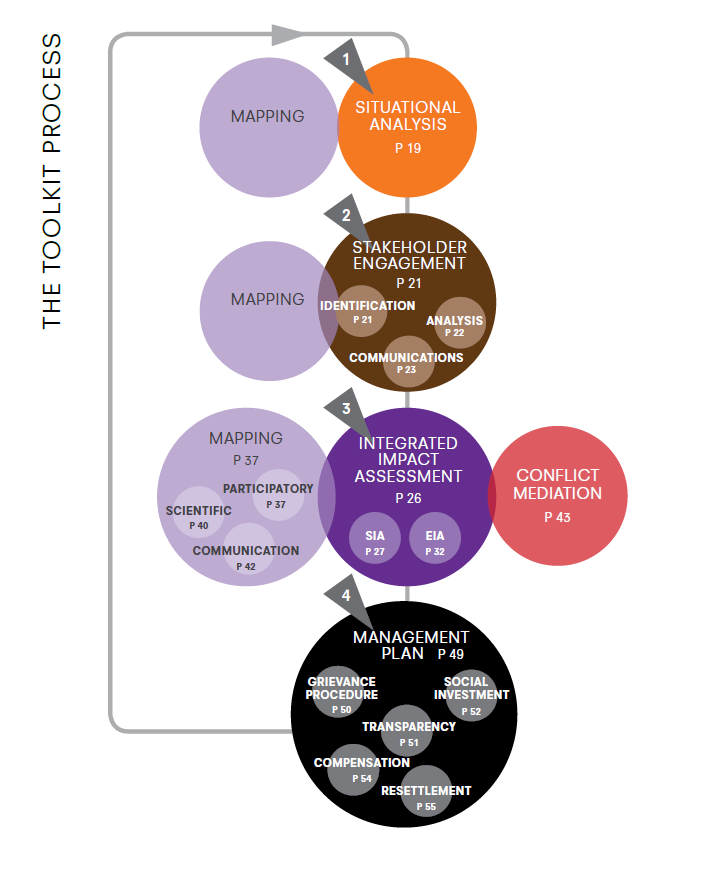 THE TOOLKIT PROCESS
1
MAPPING
SITUATIONAL
ANALYSIS
P 19
2
STAKEHOLDER
ENGAGEMENT
P 21
MAPPING
IDENTIFICATION
P 21
ANALYSIS
P 22
COMMUNICATIONS
P 23
3
MAPPING
P 37
PARTICIPATORY
P 37
SCIENTIFIC
P 40
COMMUNICATION
P 42
INTEGRATED
IMPACT
ASSESSMENT
P 26
SIA
P 27
EIA
P 32
CONFLICT
MEDIATION
P 43
4
MANAGEMENT
PLAN P 49
GRIEVANCE
PROCEDURE
P 50
SOCIAL
INVESTMENT
P 52
TRANSPARENCY
P 51
COMPENSATION
P 54
RESETTLEMENT
P 55